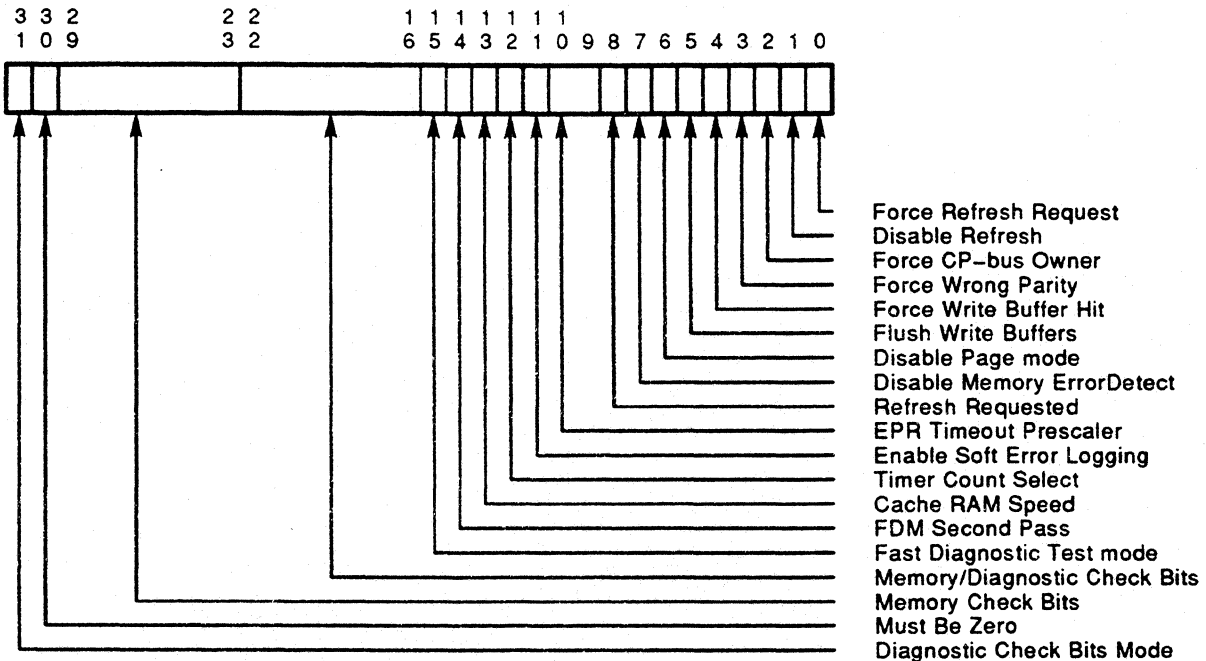 3 3 2 2 2 1 1 1 1 1 1 1
1 0 9 3 2 6 5 4 3 2 1 0 9 8 7 6 5 4 3 2 1 0
Force Refresh Request
Disable Refresh
Force CP–bus Owner
Force Wrong Parity
Force Write Buffer Hit
Flush Write Buffers
Disable Page mode
Disable Memory ErrorDetect
Refresh Requested
EPR Timeout Prescaler
Enable Soft Error Logging
Timer Count Select
Cache RAM Speed
FDM Second Pass
Fast Diagnostic Test mode
Memory/Diagnostic Check Bits
Memory Check Bits
Must Be Zero
Diagnostic Check Bits Mode